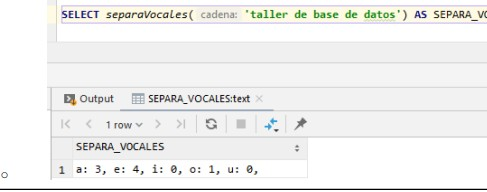 SELECT separaVocales( cadena: 'taller de base de datos') AS SEPARA_VO
Output SEPARA_VOCALES:text
1 row
SEPARA_VOCALES
1 a: 3, e: 4, i: 0, o: 1, u: 0,